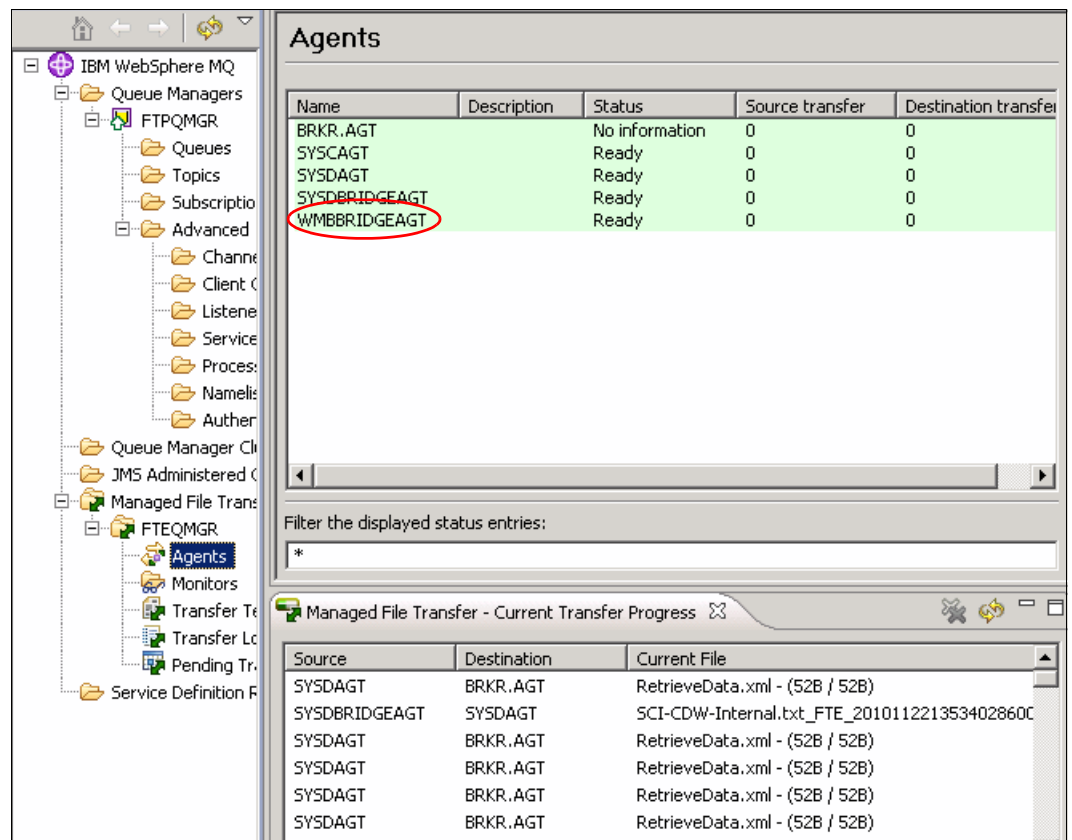 IBM WebSphere MQ
Queue Managers
FTPQMGR
Queues
Topics
Subscriptio
Advanced
Channe
Client C
Listene
Service
Process
Namelis
Authen
Queue Manager Clu
JMS Administered O
Managed File Trans
FTEQMGR
Agents
Monitors
Transfer Te
Transfer Lo
Pending Tra
Service Definition R
Agents
Name Description Status Source transfer Destination transfer
BRKR.AGT No information 0 0
SYSCAGT Ready 0 0
SYSDAGT Ready 0 0
SYSDBRIDGEAGT Ready 0 0
WMBBRIDGEAGT Ready 0 0
Filter the displayed status entries:
*
Managed File Transfer - Current Transfer Progress
Source Destination Current File
SYSDAGT BRKR.AGT RetrieveData.xml - (52B / 52B)
SYSDBRIDGEAGT SYSDAGT SCI-CDW-Internal.txt_FTE_2010112213534028600
SYSDAGT BRKR.AGT RetrieveData.xml - (52B / 52B)
SYSDAGT BRKR.AGT RetrieveData.xml - (52B / 52B)
SYSDAGT BRKR.AGT RetrieveData.xml - (52B / 52B)
SYSDAGT BRKR.AGT RetrieveData.xml - (52B / 52B)